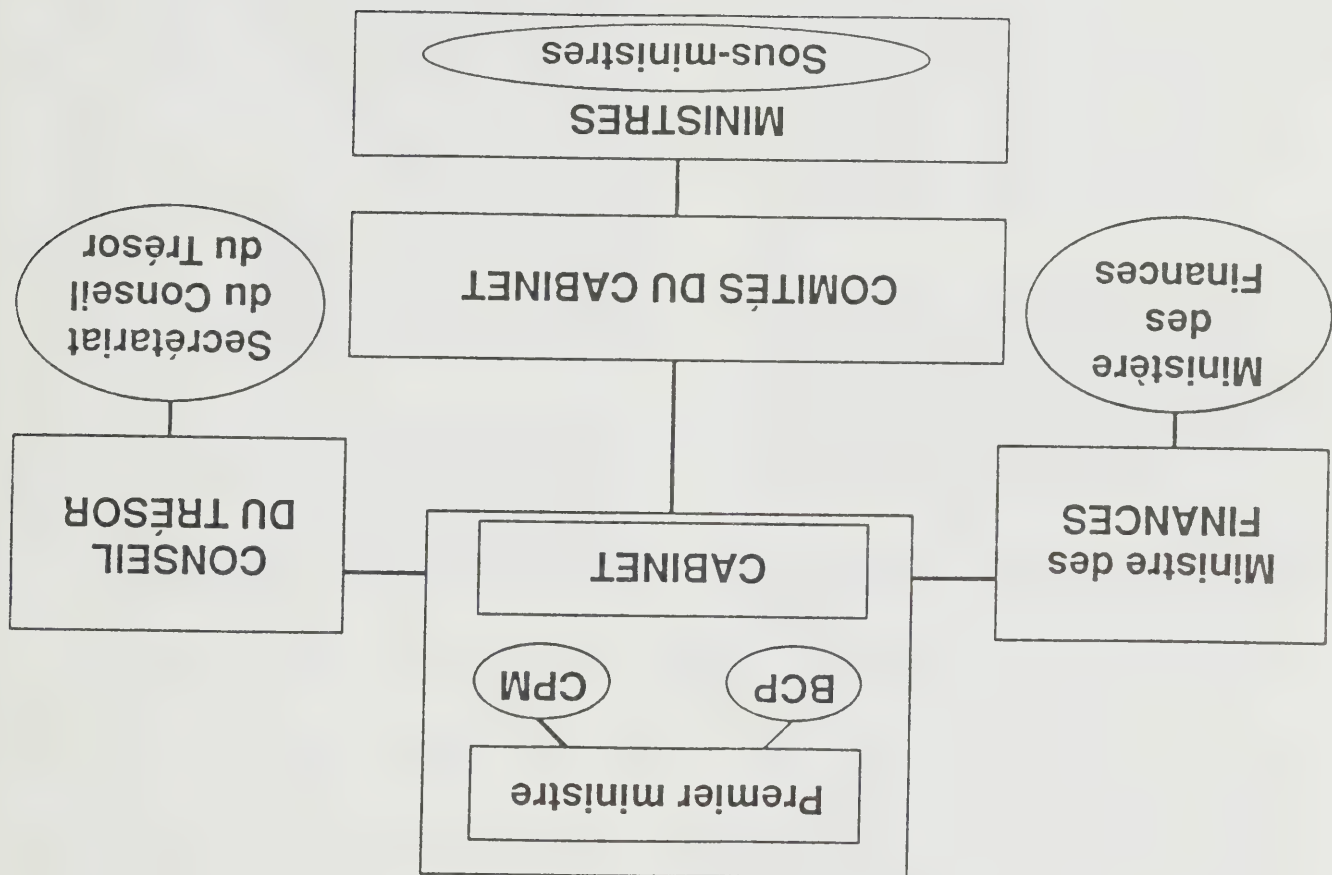 Premier ministre
BCP
CPM
CABINET
Ministre des
FINANCES
CONSEIL
DU TRÉSOR
Ministère
des
Finances
Secrétariat
du Conseil
du Trésor
COMITÉS DU CABINET
MINISTRES
Sous-ministres